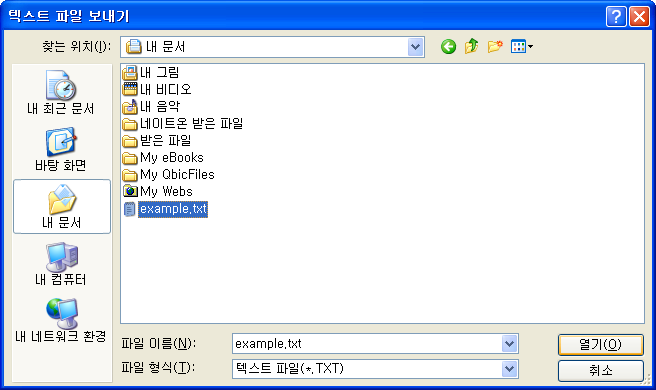 텍스트 파일 보내기
찾는 위치(I): 내 문서
내 최근 문서
바탕 화면
내 문서
내 컴퓨터
내 네트워크 환경
내 그림
내 비디오
내 음악
네이트온 받은 파일
받은 파일
My eBooks
My QbicFiles
My Webs
example.txt
파일 이름(N): example.txt 열기(O)
파일 형식(T): 텍스트 파일(*.TXT) 취소